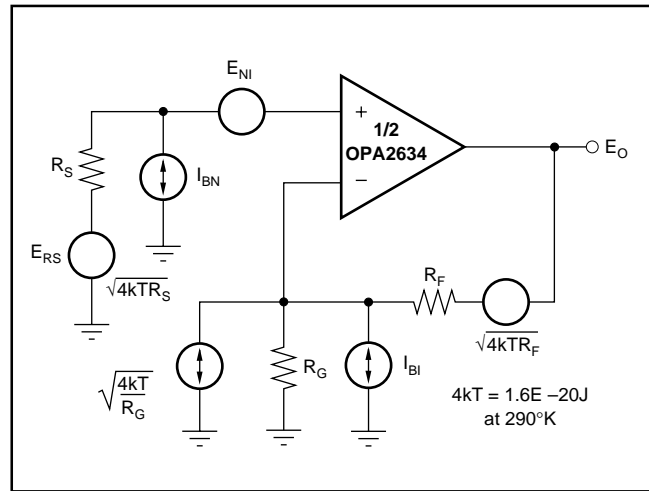 E_NI
+
1/2
OPA2634
−
E_O
R_S
I_BN
E_RS
√4kTR_S
R_F
√4kTR_F
√4kT/R_G
R_G
I_BI
4kT = 1.6E –20J
at 290°K